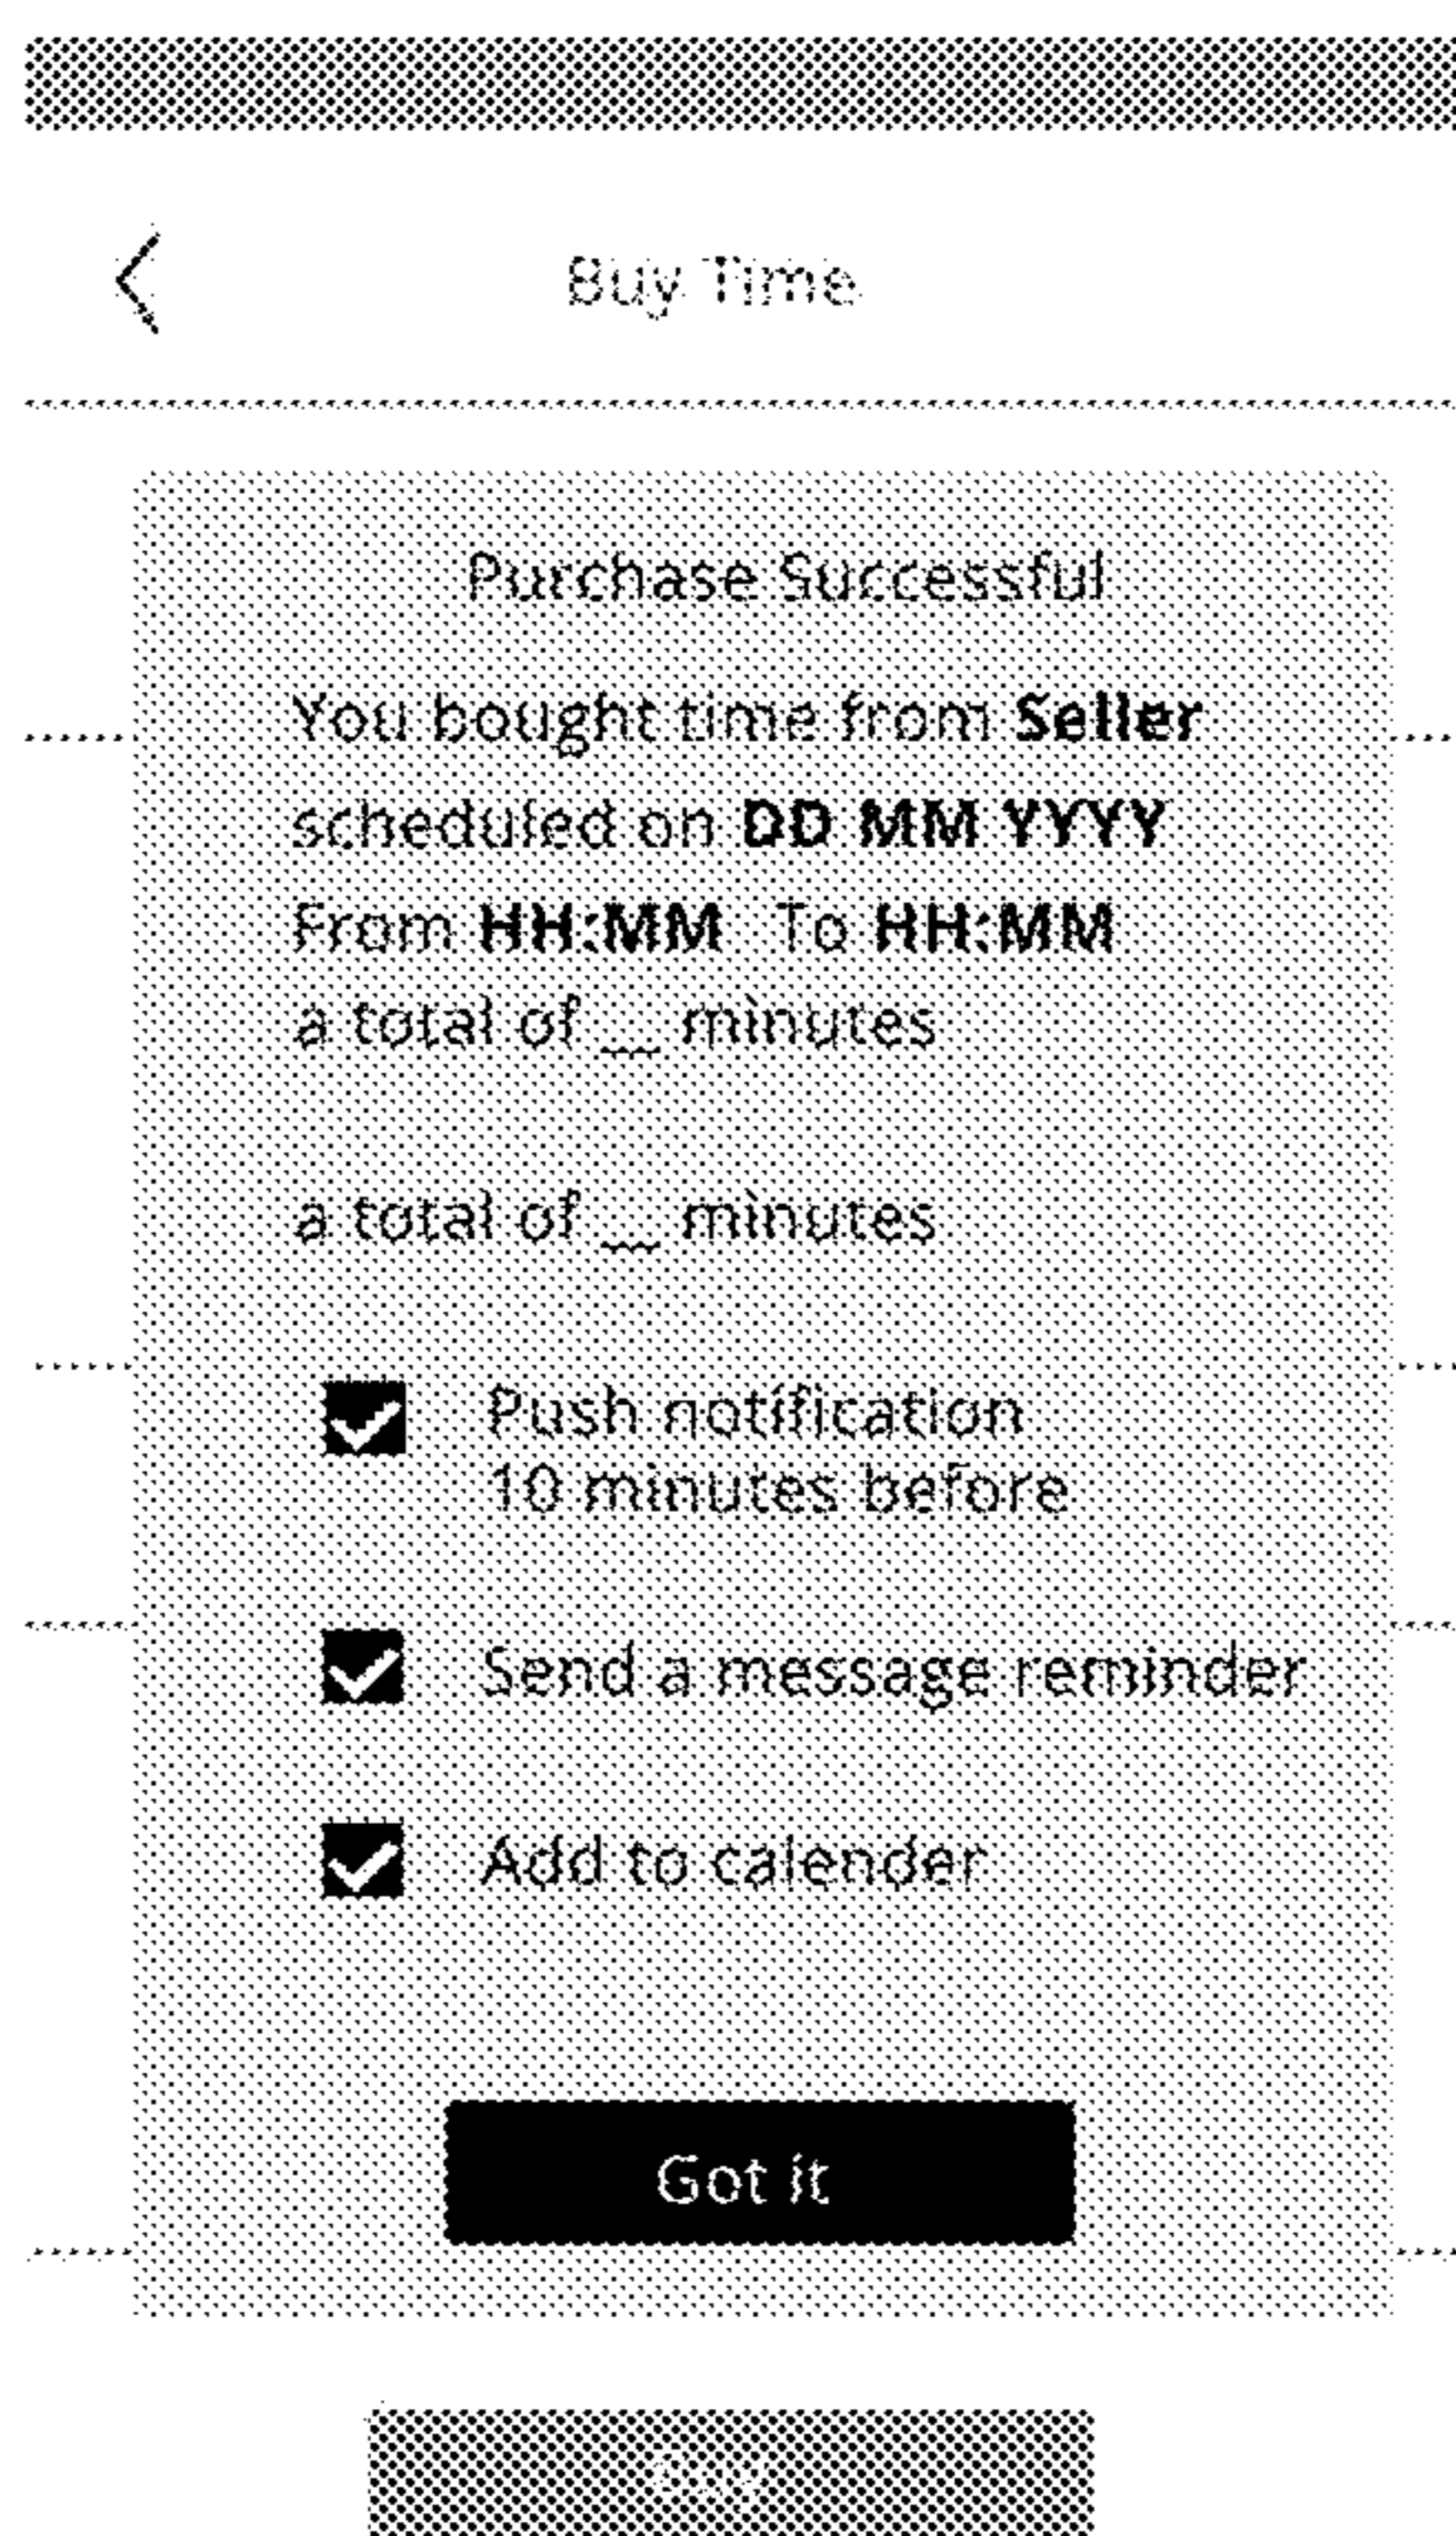 Buy Time
Purchase Successful
You bought time from Seller
scheduled on DD MM YYYY
From HH:MM To HH:MM
a total of __ minutes
a total of __ minutes
Push notification
10 minutes before
Send a message reminder
Add to calender
Got it